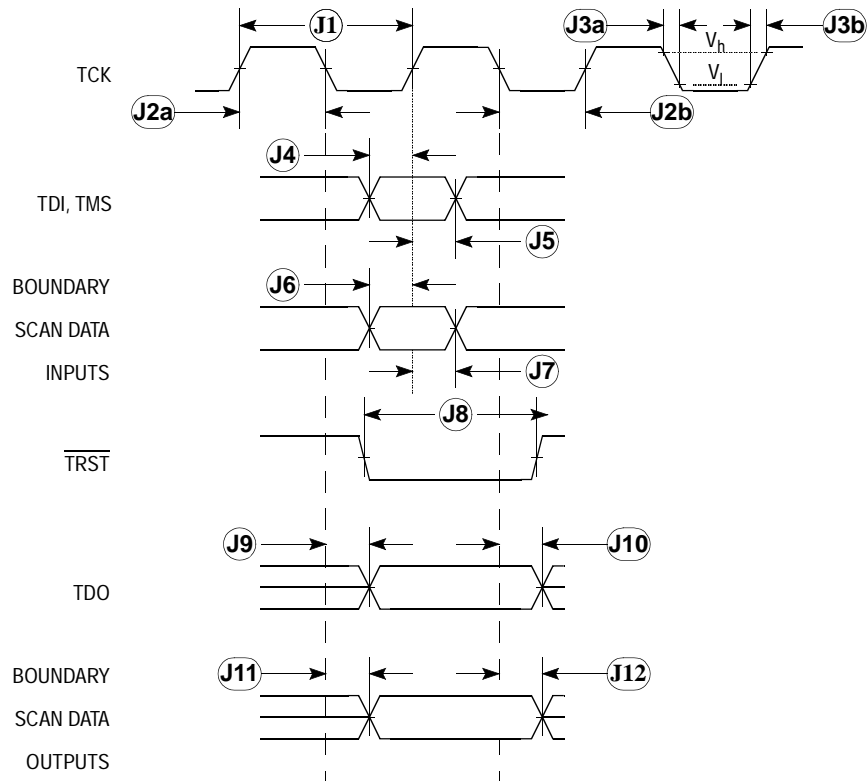 J1 J3a J3b
Vh
TCK Vl
J2a J2b
J4
TDI, TMS
J5
BOUNDARY J6
SCAN DATA
INPUTS J7
J8
TRST
J9 J10
TDO
BOUNDARY J11 J12
SCAN DATA
OUTPUTS